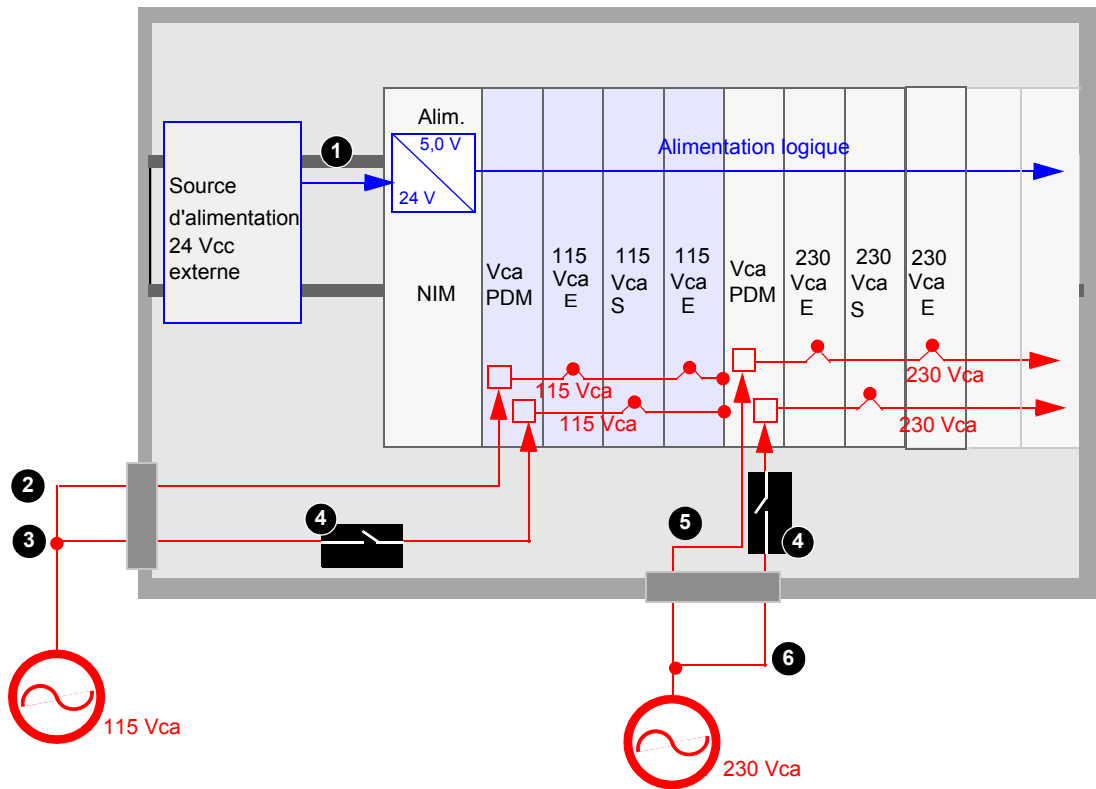 Alim.
5,0 V
24 V
1
Alimentation logique
Source
d'alimentation
24 Vcc
externe
NIM
Vca
PDM
115
Vca
E
115
Vca
S
115
Vca
E
Vca
PDM
230
Vca
E
230
Vca
S
230
Vca
E
115 Vca
115 Vca
230 Vca
230 Vca
2
3
4
5
4
6
115 Vca
230 Vca